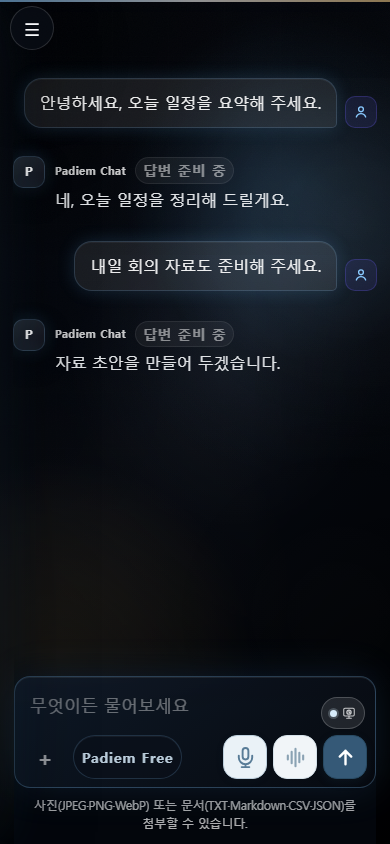 안녕하세요, 오늘 일정을 요약해 주세요.
P Padiem Chat 답변 준비 중
네, 오늘 일정을 정리해 드릴게요.
내일 회의 자료도 준비해 주세요.
P Padiem Chat 답변 준비 중
자료 초안을 만들어 두겠습니다.
무엇이든 물어보세요
+ Padiem Free
사진(JPEG·PNG·WebP) 또는 문서(TXT·Markdown·CSV·JSON)를
첨부할 수 있습니다.